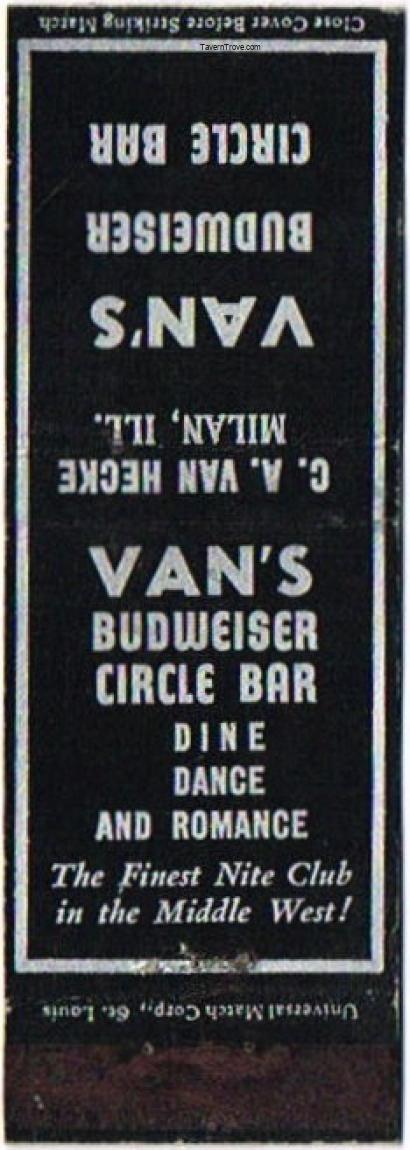 TavernTrove.com
Close Cover Before Striking Match
C. A. VAN HECKE
MILAN, ILL.
VAN'S
BUDWEISER
CIRCLE BAR
VAN'S
BUDWEISER
CIRCLE BAR
DINE
DANCE
AND ROMANCE
The Finest Nite Club
in the Middle West!
Universal Match Corp., St. Louis